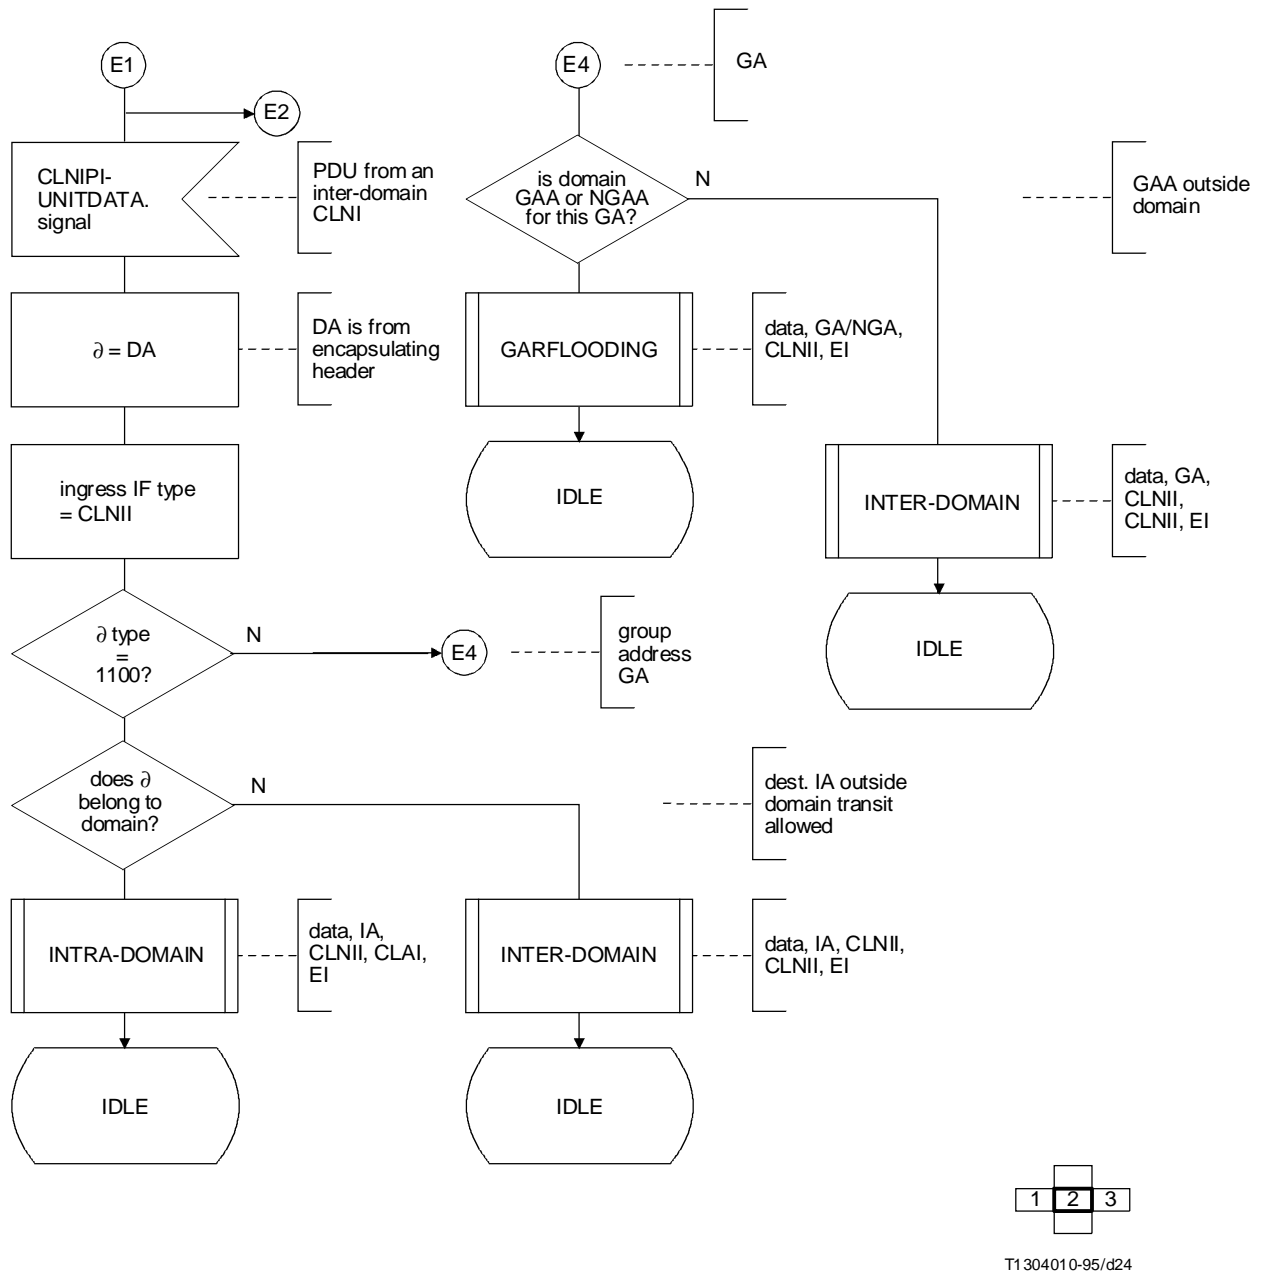 E1
E2
CLNIPI-
UNITDATA.
signal
PDU from an
inter-domain
CLNI
∂ = DA
DA is from
encapsulating
header
ingress IF type
= CLNII
∂ type
=
1100?
N
E4
group
address
GA
does ∂
belong to
domain?
N
dest. IA outside
domain transit
allowed
INTRA-DOMAIN
data, IA,
CLNII, CLAI,
EI
IDLE
INTER-DOMAIN
data, IA, CLNII,
CLNII, EI
IDLE
E4
GA
is domain
GAA or NGAA
for this GA?
N
GAA outside
domain
GARFLOODING
data, GA/NGA,
CLNII, EI
IDLE
INTER-DOMAIN
data, GA,
CLNII,
CLNII, EI
IDLE
1 2 3
T1304010-95/d24